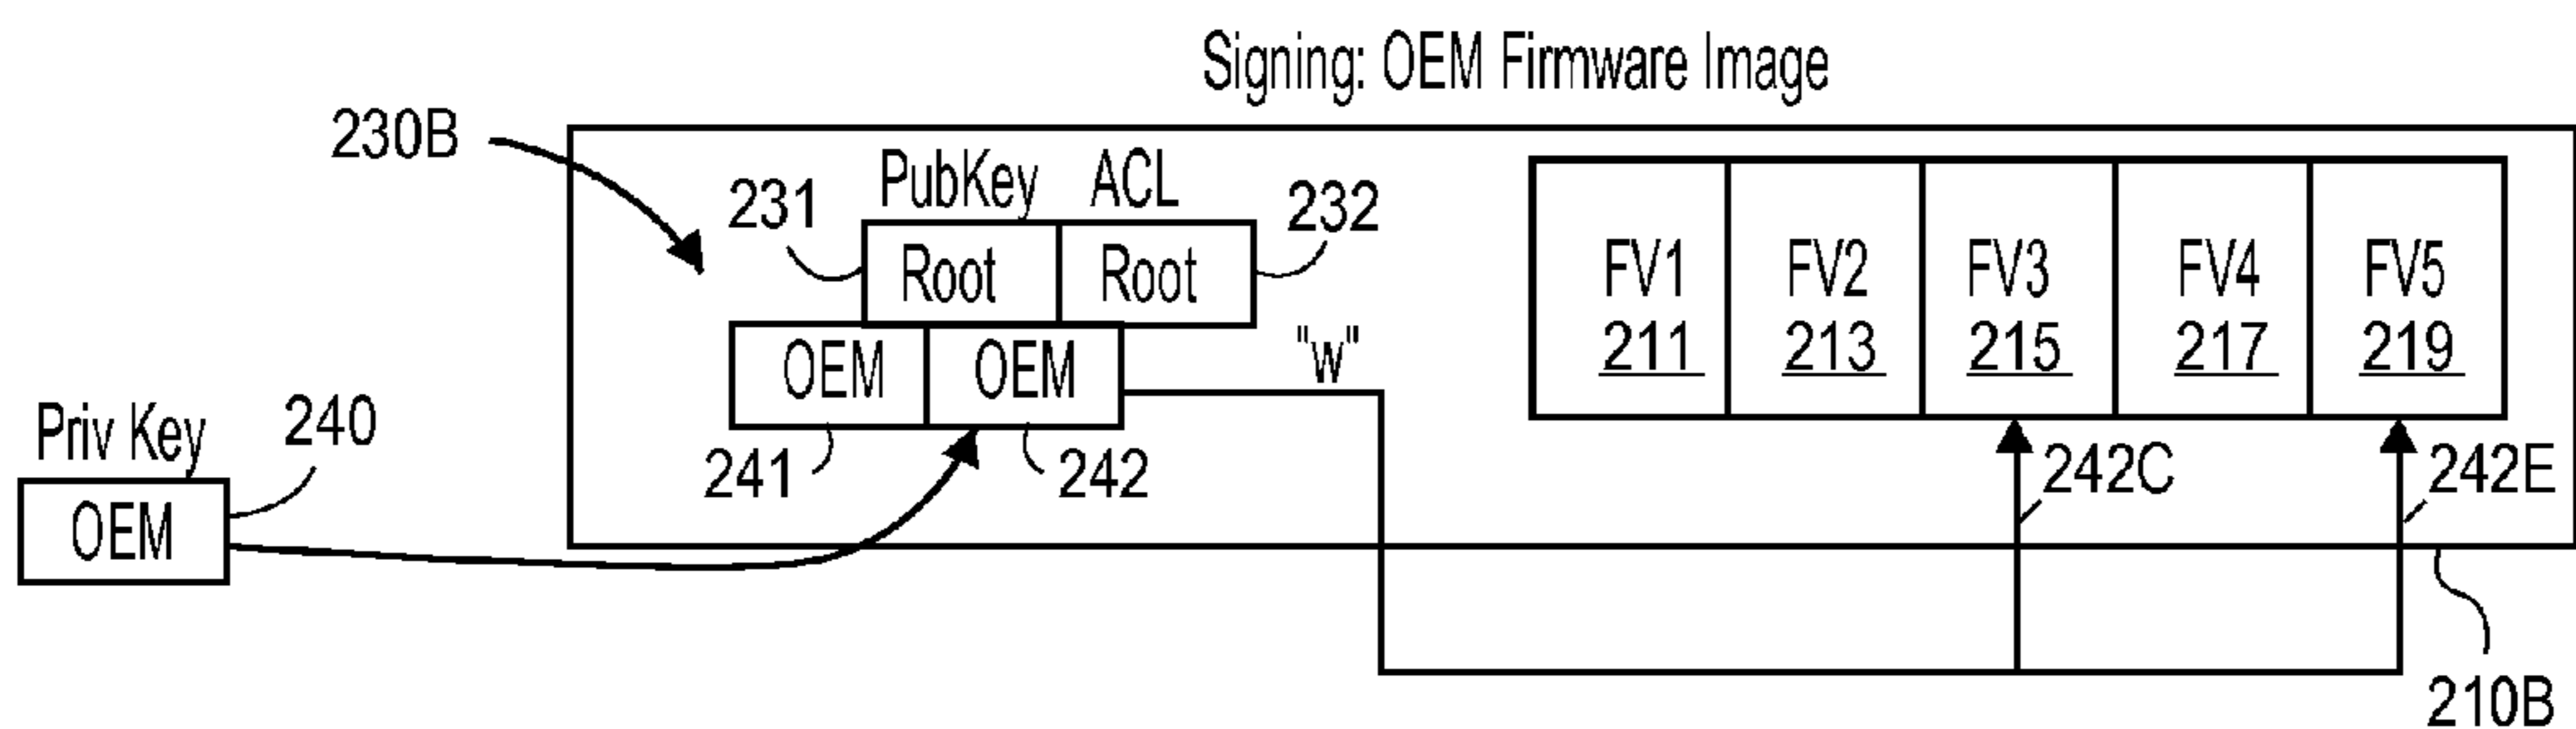 Signing: OEM Firmware Image
230B
PubKey ACL
231
232
Root Root
FV1 FV2 FV3 FV4 FV5
211 213 215 217 219
"w"
OEM OEM
241 242
242C 242E
Priv Key 240
OEM
210B